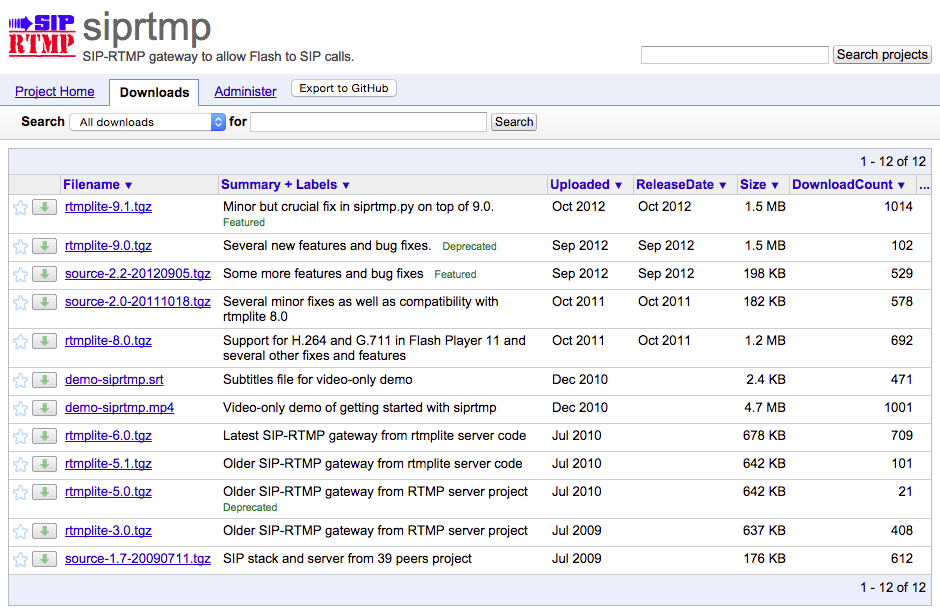 SIP
RTMP
siprtmp
SIP-RTMP gateway to allow Flash to SIP calls.
Search projects
Project Home Downloads Administer Export to GitHub
Search All downloads for Search
1 - 12 of 12
Filename ▼ Summary + Labels ▼ Uploaded ▼ ReleaseDate ▼ Size ▼ DownloadCount ▼ ...
rtmplite-9.1.tgz Minor but crucial fix in siprtmp.py on top of 9.0. Oct 2012 Oct 2012 1.5 MB 1014
Featured
rtmplite-9.0.tgz Several new features and bug fixes. Deprecated Sep 2012 Sep 2012 1.5 MB 102
source-2.2-20120905.tgz Some more features and bug fixes Featured Sep 2012 Sep 2012 198 KB 529
source-2.0-20111018.tgz Several minor fixes as well as compatibility with Oct 2011 Oct 2011 182 KB 578
rtmplite 8.0
rtmplite-8.0.tgz Support for H.264 and G.711 in Flash Player 11 and Oct 2011 Oct 2011 1.2 MB 692
several other fixes and features
demo-siprtmp.srt Subtitles file for video-only demo Dec 2010 2.4 KB 471
demo-siprtmp.mp4 Video-only demo of getting started with siprtmp Dec 2010 4.7 MB 1001
rtmplite-6.0.tgz Latest SIP-RTMP gateway from rtmplite server code Jul 2010 678 KB 709
rtmplite-5.1.tgz Older SIP-RTMP gateway from rtmplite server code Jul 2010 642 KB 101
rtmplite-5.0.tgz Older SIP-RTMP gateway from RTMP server project Jul 2010 642 KB 21
Deprecated
rtmplite-3.0.tgz Older SIP-RTMP gateway from RTMP server project Jul 2009 637 KB 408
source-1.7-20090711.tgz SIP stack and server from 39 peers project Jul 2009 176 KB 612
1 - 12 of 12